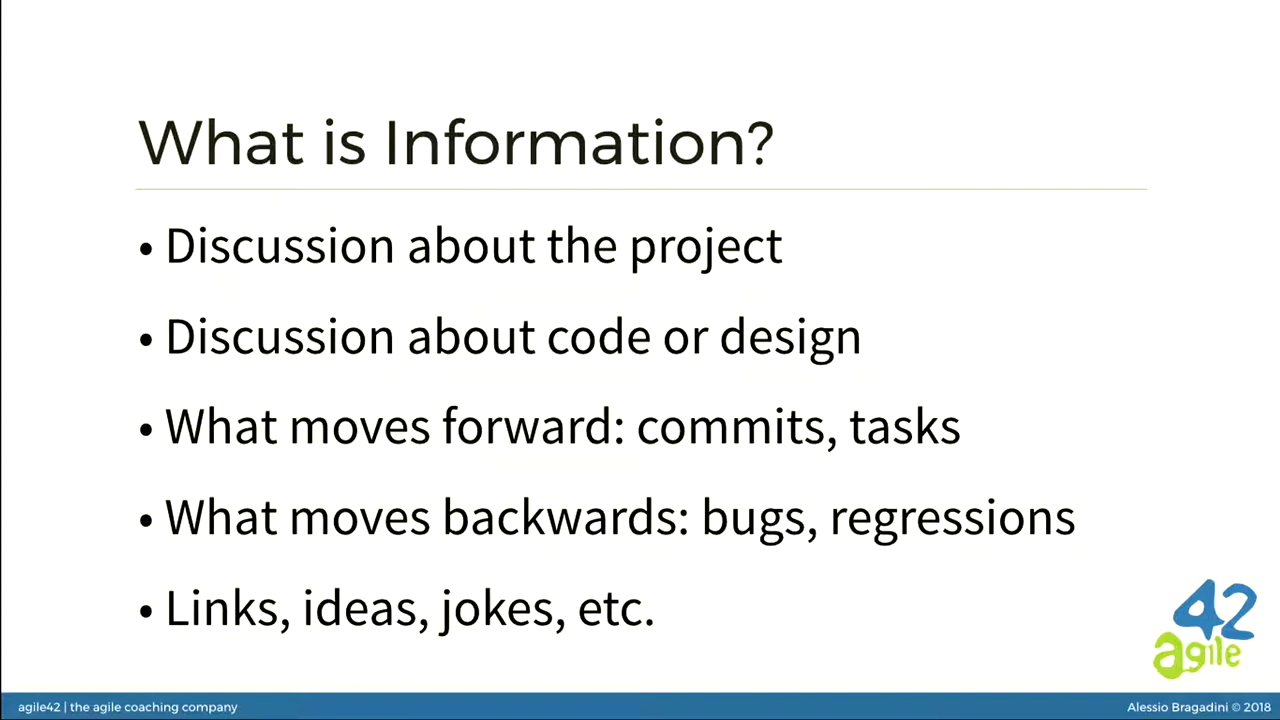 What is Information?
• Discussion about the project
• Discussion about code or design
• What moves forward: commits, tasks
• What moves backwards: bugs, regressions
• Links, ideas, jokes, etc.
42
agile
agile42 | the agile coaching company
Alessio Bragadini © 2018